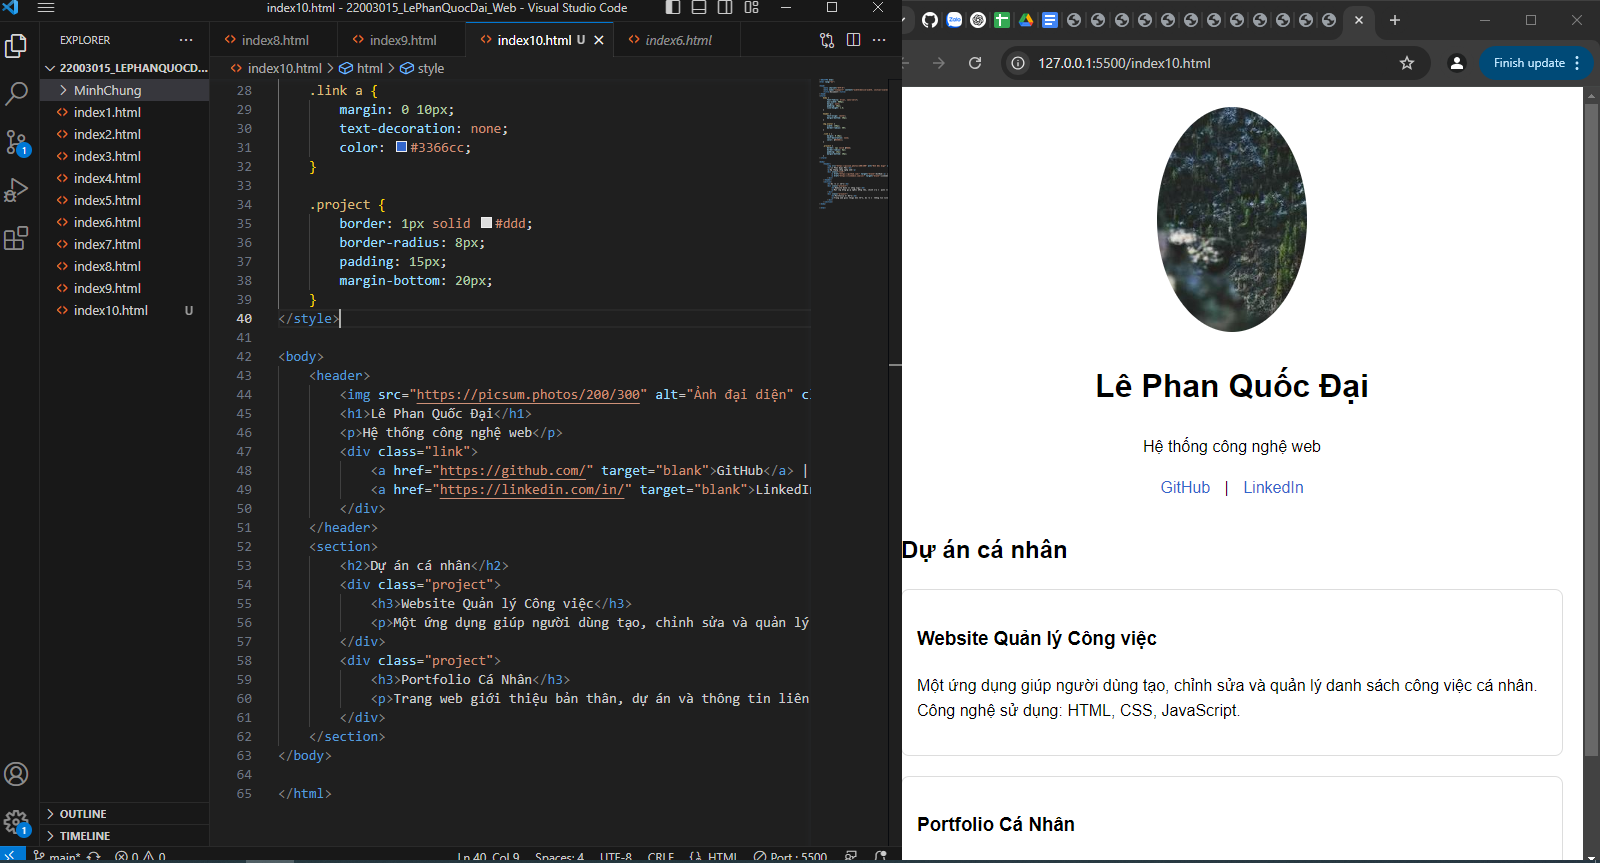 index10.html - 22003015_LePhanQuocDai_Web - Visual Studio Code
EXPLORER
22003015_LEPHANQUOCD...
MinhChung
index1.html
index2.html
index3.html
index4.html
index5.html
index6.html
index7.html
index8.html
index9.html
index10.html U
OUTLINE
TIMELINE
1
1
index8.html index9.html index10.html U index6.html
index10.html > html > style
28 .link a {
29 margin: 0 10px;
30 text-decoration: none;
31 color: #3366cc;
32 }
33
34 .project {
35 border: 1px solid #ddd;
36 border-radius: 8px;
37 padding: 15px;
38 margin-bottom: 20px;
39 }
40 </style>
41
42 <body>
43 <header>
44 <img src="https://picsum.photos/200/300" alt="Ảnh đại diện" c
45 <h1>Lê Phan Quốc Đại</h1>
46 <p>Hệ thống công nghệ web</p>
47 <div class="link">
48 <a href="https://github.com/" target="blank">GitHub</a> |
49 <a href="https://linkedin.com/in/" target="blank">LinkedIn
50 </div>
51 </header>
52 <section>
53 <h2>Dự án cá nhân</h2>
54 <div class="project">
55 <h3>Website Quản lý Công việc</h3>
56 <p>Một ứng dụng giúp người dùng tạo, chỉnh sửa và quản lý
57 </div>
58 <div class="project">
59 <h3>Portfolio Cá Nhân</h3>
60 <p>Trang web giới thiệu bản thân, dự án và thông tin liên
61 </div>
62 </section>
63 </body>
64
65 </html>
main* 0 0 Ln 40, Col 9 Spaces: 4 UTF-8 CRLF {} HTML Port : 5500
Zalo
127.0.0.1:5500/index10.html
Finish update
Lê Phan Quốc Đại
Hệ thống công nghệ web
GitHub | LinkedIn
Dự án cá nhân
Website Quản lý Công việc
Một ứng dụng giúp người dùng tạo, chỉnh sửa và quản lý danh sách công việc cá nhân.
Công nghệ sử dụng: HTML, CSS, JavaScript.
Portfolio Cá Nhân